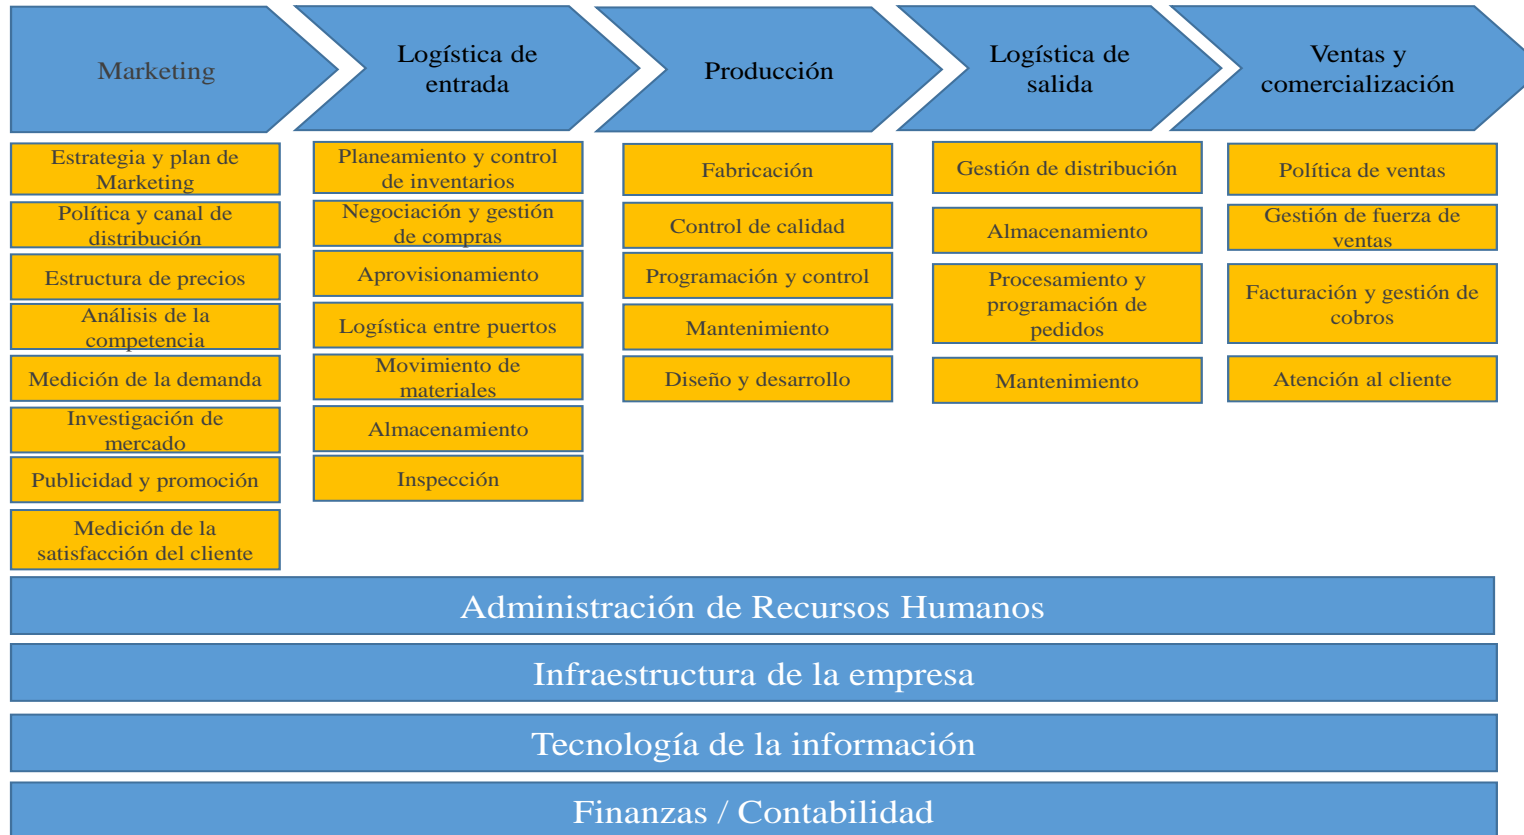 Marketing
Logística de
entrada
Producción
Logística de
salida
Ventas y
comercialización
Estrategia y plan de
Marketing
Política y canal de
distribución
Estructura de precios
Análisis de la
competencia
Medición de la demanda
Investigación de
mercado
Publicidad y promoción
Medición de la
satisfacción del cliente
Planeamiento y control
de inventarios
Negociación y gestión
de compras
Aprovisionamiento
Logística entre puertos
Movimiento de
materiales
Almacenamiento
Inspección
Fabricación
Control de calidad
Programación y control
Mantenimiento
Diseño y desarrollo
Gestión de distribución
Almacenamiento
Procesamiento y
programación de
pedidos
Mantenimiento
Política de ventas
Gestión de fuerza de
ventas
Facturación y gestión de
cobros
Atención al cliente
Administración de Recursos Humanos
Infraestructura de la empresa
Tecnología de la información
Finanzas / Contabilidad